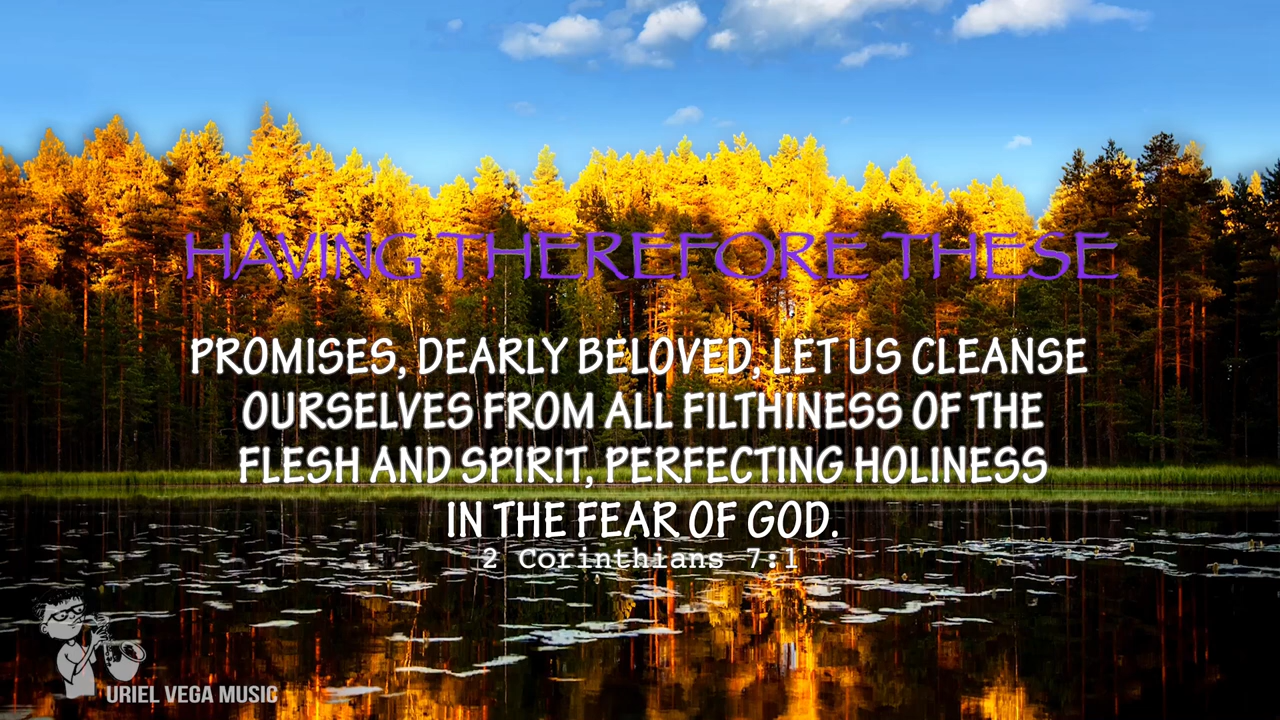 HAVING THEREFORE THESE
PROMISES, DEARLY BELOVED, LET US CLEANSE
OURSELVES FROM ALL FILTHINESS OF THE
FLESH AND SPIRIT, PERFECTING HOLINESS
IN THE FEAR OF GOD.
2 Corinthians 7:1
URIEL VEGA MUSIC